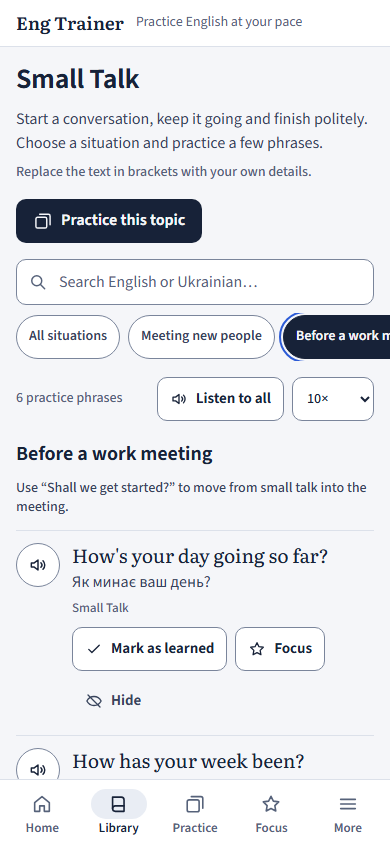 Eng Trainer Practice English at your pace
Small Talk
Start a conversation, keep it going and finish politely.
Choose a situation and practice a few phrases.
Replace the text in brackets with your own details.
Practice this topic
Search English or Ukrainian…
All situations Meeting new people Before a work m
6 practice phrases Listen to all 10×
Before a work meeting
Use “Shall we get started?” to move from small talk into the
meeting.
How's your day going so far?
Як минає ваш день?
Small Talk
Mark as learned Focus
Hide
How has your week been?
Home Library Practice Focus More